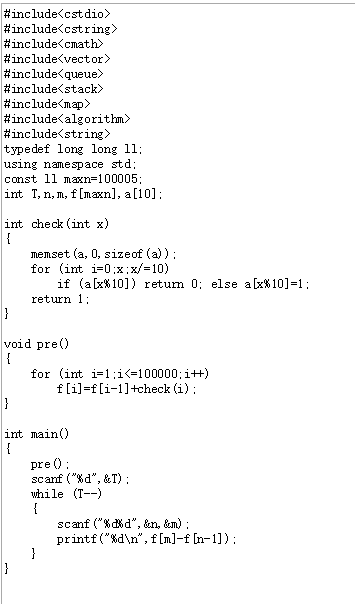 #include<cstdio>
#include<cstring>
#include<cmath>
#include<vector>
#include<queue>
#include<stack>
#include<map>
#include<algorithm>
#include<string>
typedef long long ll;
using namespace std;
const ll maxn=100005;
int T,n,m,f[maxn],a[10];

int check(int x)
{
    memset(a,0,sizeof(a));
    for (int i=0;x;x/=10)
        if (a[x%10]) return 0; else a[x%10]=1;
    return 1;
}

void pre()
{
    for (int i=1;i<=100000;i++)
        f[i]=f[i-1]+check(i);
}

int main()
{
    pre();
    scanf("%d",&T);
    while (T--)
    {
        scanf("%d%d",&n,&m);
        printf("%d\n",f[m]-f[n-1]);
    }
}